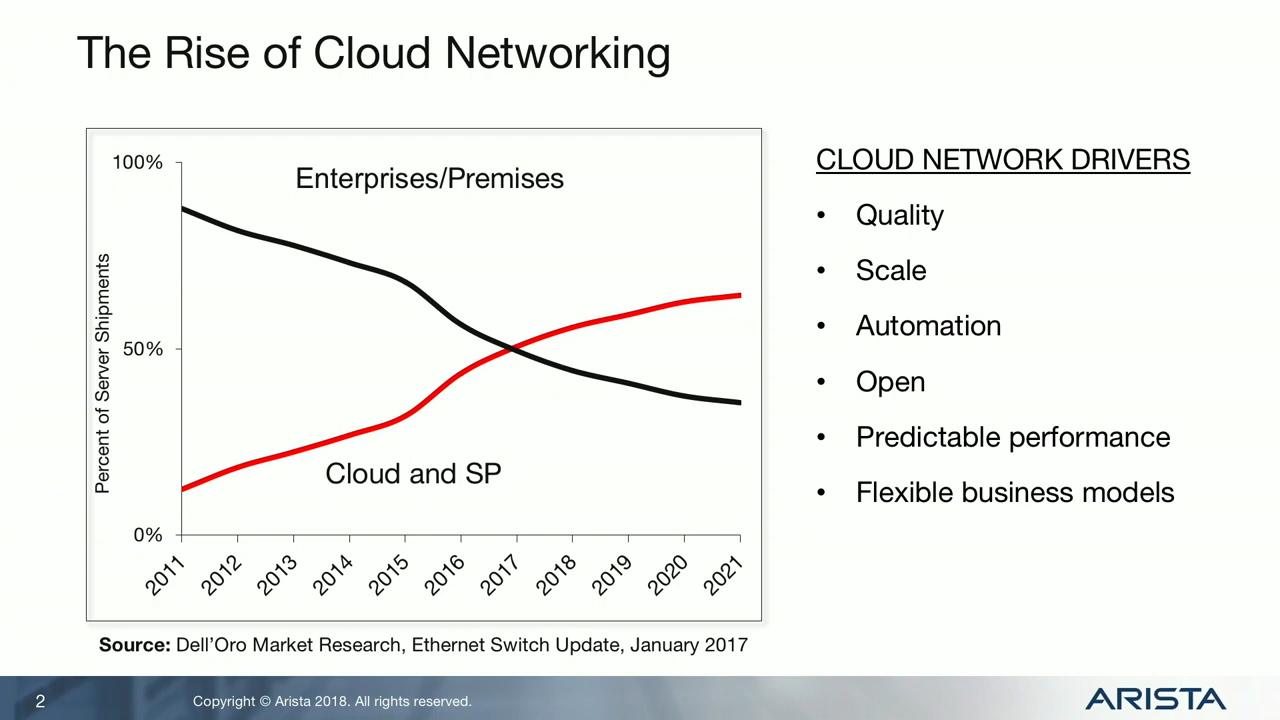 The Rise of Cloud Networking
100%
Enterprises/Premises
50%
Percent of Server Shipments
Cloud and SP
0%
2011
2012
2013
2014
2015
2016
2017
2018
2019
2020
2021
Source: Dell’Oro Market Research, Ethernet Switch Update, January 2017
CLOUD NETWORK DRIVERS
• Quality
• Scale
• Automation
• Open
• Predictable performance
• Flexible business models
2
Copyright © Arista 2018. All rights reserved.
ARISTA